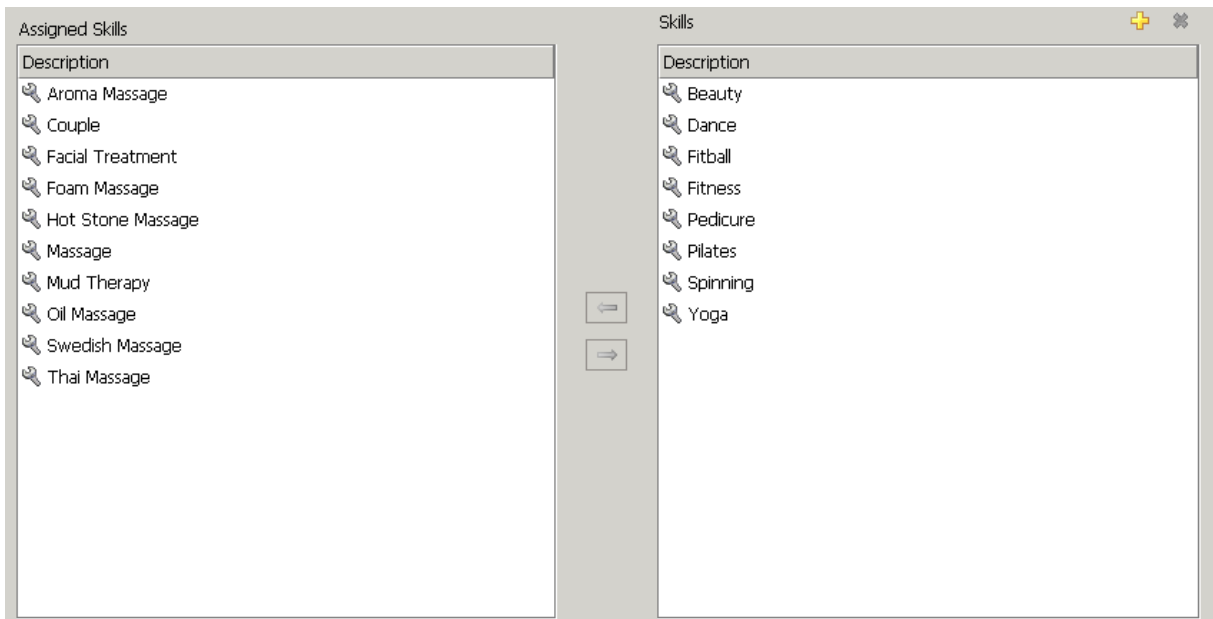 Assigned Skills
Description
Aroma Massage
Couple
Facial Treatment
Foam Massage
Hot Stone Massage
Massage
Mud Therapy
Oil Massage
Swedish Massage
Thai Massage
Skills
Description
Beauty
Dance
Fitball
Fitness
Pedicure
Pilates
Spinning
Yoga